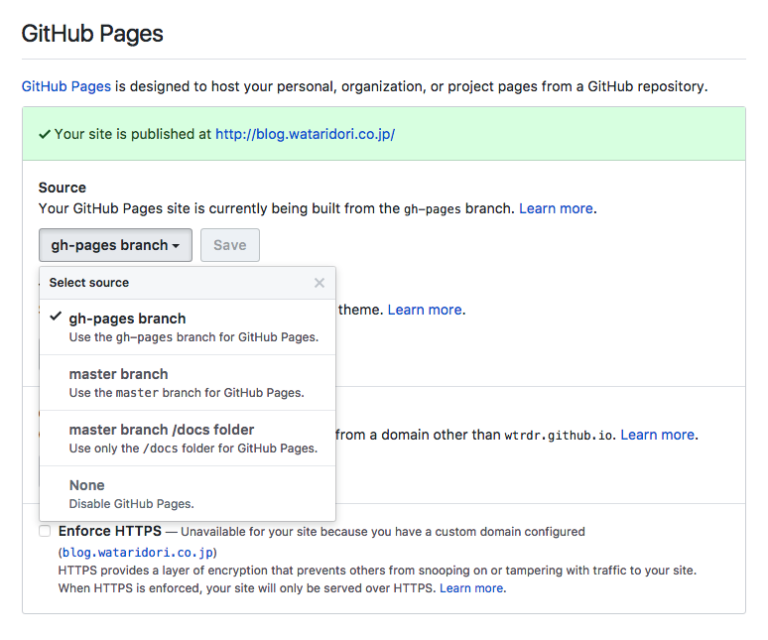 GitHub Pages
GitHub Pages is designed to host your personal, organization, or project pages from a GitHub repository.
Your site is published at http://blog.wataridori.co.jp/
Source
Your GitHub Pages site is currently being built from the gh-pages branch. Learn more.
gh-pages branch
Save
Select source
gh-pages branch
Use the gh-pages branch for GitHub Pages.
theme. Learn more.
master branch
Use the master branch for GitHub Pages.
master branch /docs folder
Use only the /docs folder for GitHub Pages.
from a domain other than wtrdr.github.io. Learn more.
None
Disable GitHub Pages.
Enforce HTTPS — Unavailable for your site because you have a custom domain configured
(blog.wataridori.co.jp)
HTTPS provides a layer of encryption that prevents others from snooping on or tampering with traffic to your site.
When HTTPS is enforced, your site will only be served over HTTPS. Learn more.